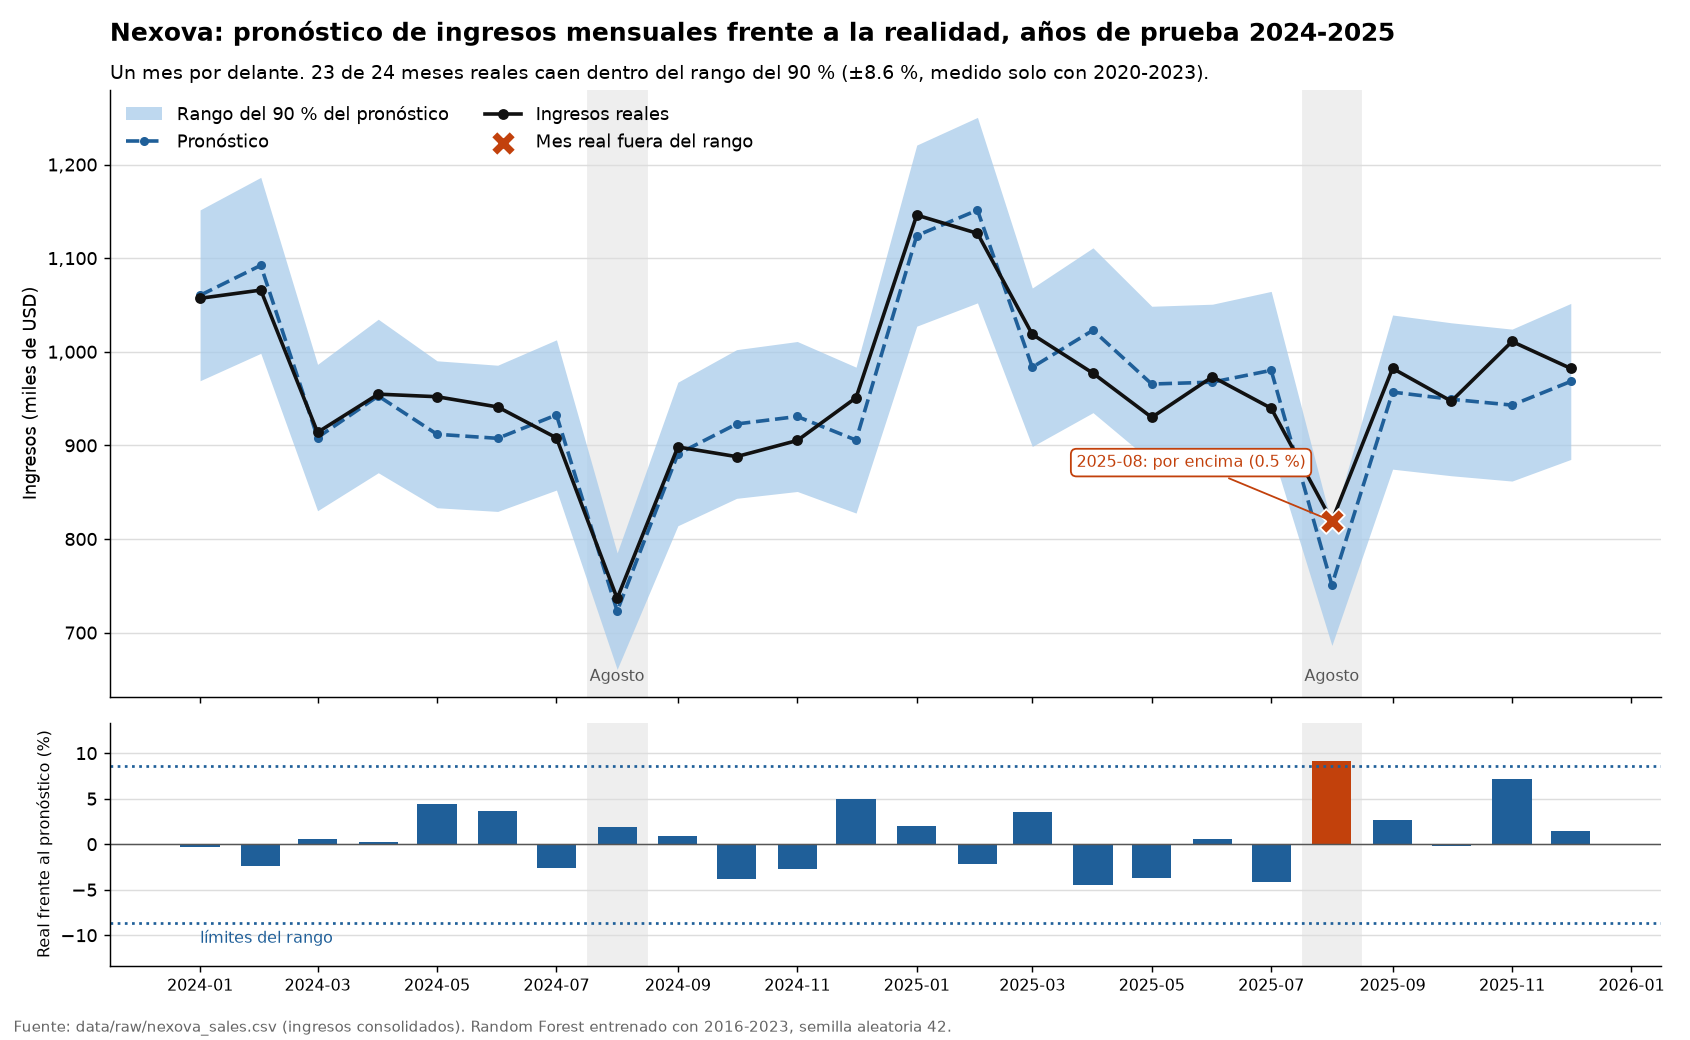 Nexova: pronóstico de ingresos mensuales frente a la realidad, años de prueba 2024-2025
Un mes por delante. 23 de 24 meses reales caen dentro del rango del 90 % (±8.6 %, medido solo con 2020-2023).
Rango del 90 % del pronóstico
Pronóstico
Ingresos reales
Mes real fuera del rango
Ingresos (miles de USD)
1,200
1,100
1,000
900
800
700
2025-08: por encima (0.5 %)
Agosto
Agosto
Real frente al pronóstico (%)
10
5
0
−5
−10
límites del rango
2024-01
2024-03
2024-05
2024-07
2024-09
2024-11
2025-01
2025-03
2025-05
2025-07
2025-09
2025-11
2026-01
Fuente: data/raw/nexova_sales.csv (ingresos consolidados). Random Forest entrenado con 2016-2023, semilla aleatoria 42.